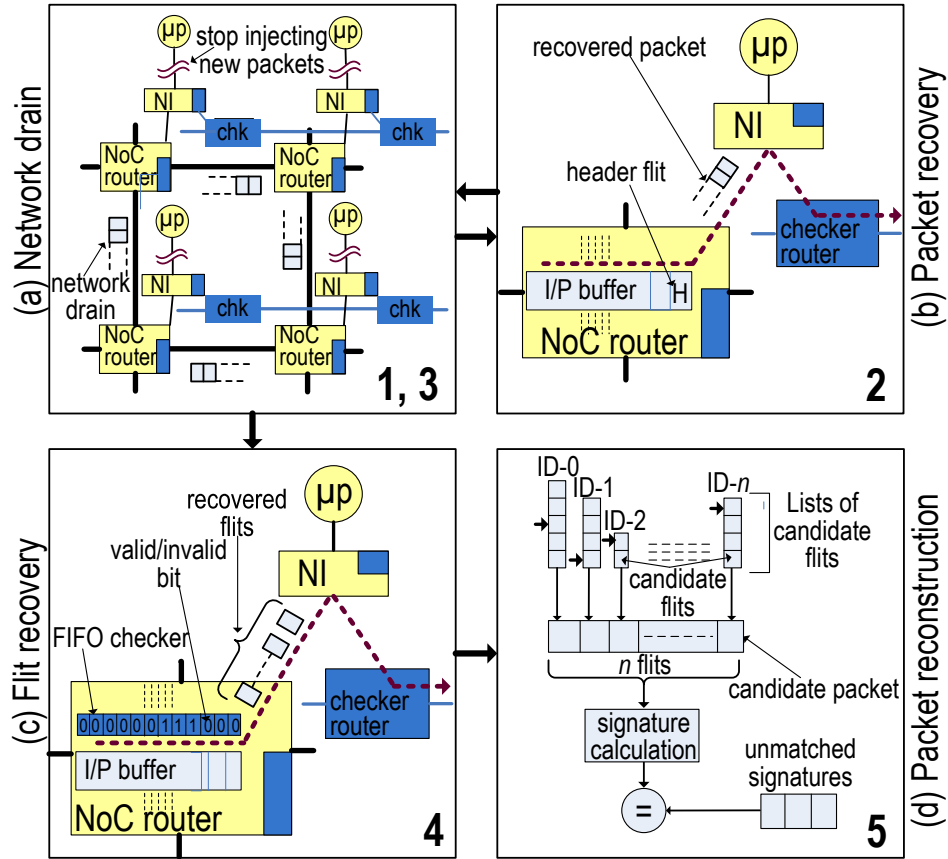 (a) Network drain
μp
μp
stop injecting
new packets
NI
NI
chk
chk
NoC
router
NoC
router
μp
μp
network
drain
NI
NI
chk
chk
NoC
router
NoC
router
1, 3
(b) Packet recovery
μp
recovered packet
NI
header flit
checker
router
I/P buffer
H
NoC router
2
(c) Flit recovery
μp
recovered
flits
valid/invalid
bit
NI
FIFO checker
0 0 0 0 0 0 1 1 1 0 0 0
checker
router
I/P buffer
NoC router
4
(d) Packet reconstruction
ID-0
ID-1
ID-2
ID-n
Lists of
candidate
flits
candidate
flits
n flits
candidate packet
signature
calculation
unmatched
signatures
=
5